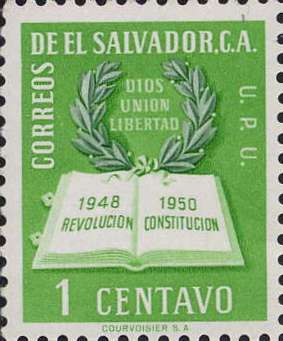 CORREOS
DE EL SALVADOR, C.A.
U. P. U.
DIOS
UNION
LIBERTAD
1948 1950
REVOLUCION CONSTITUCION
1 CENTAVO
COURVOISIER S. A